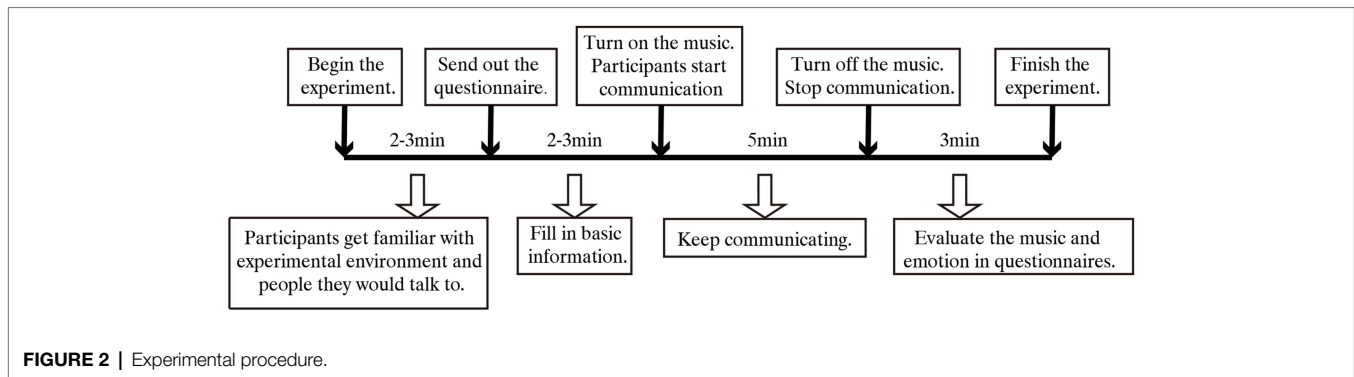 Begin the
experiment.
Send out the
questionnaire.
Turn on the music.
Participants start
communication
Turn off the music.
Stop communication.
Finish the
experiment.
2-3min
2-3min
5min
3min
Participants get familiar with
experimental environment and
people they would talk to.
Fill in basic
information.
Keep communicating.
Evaluate the music and
emotion in questionnaires.
FIGURE 2 | Experimental procedure.